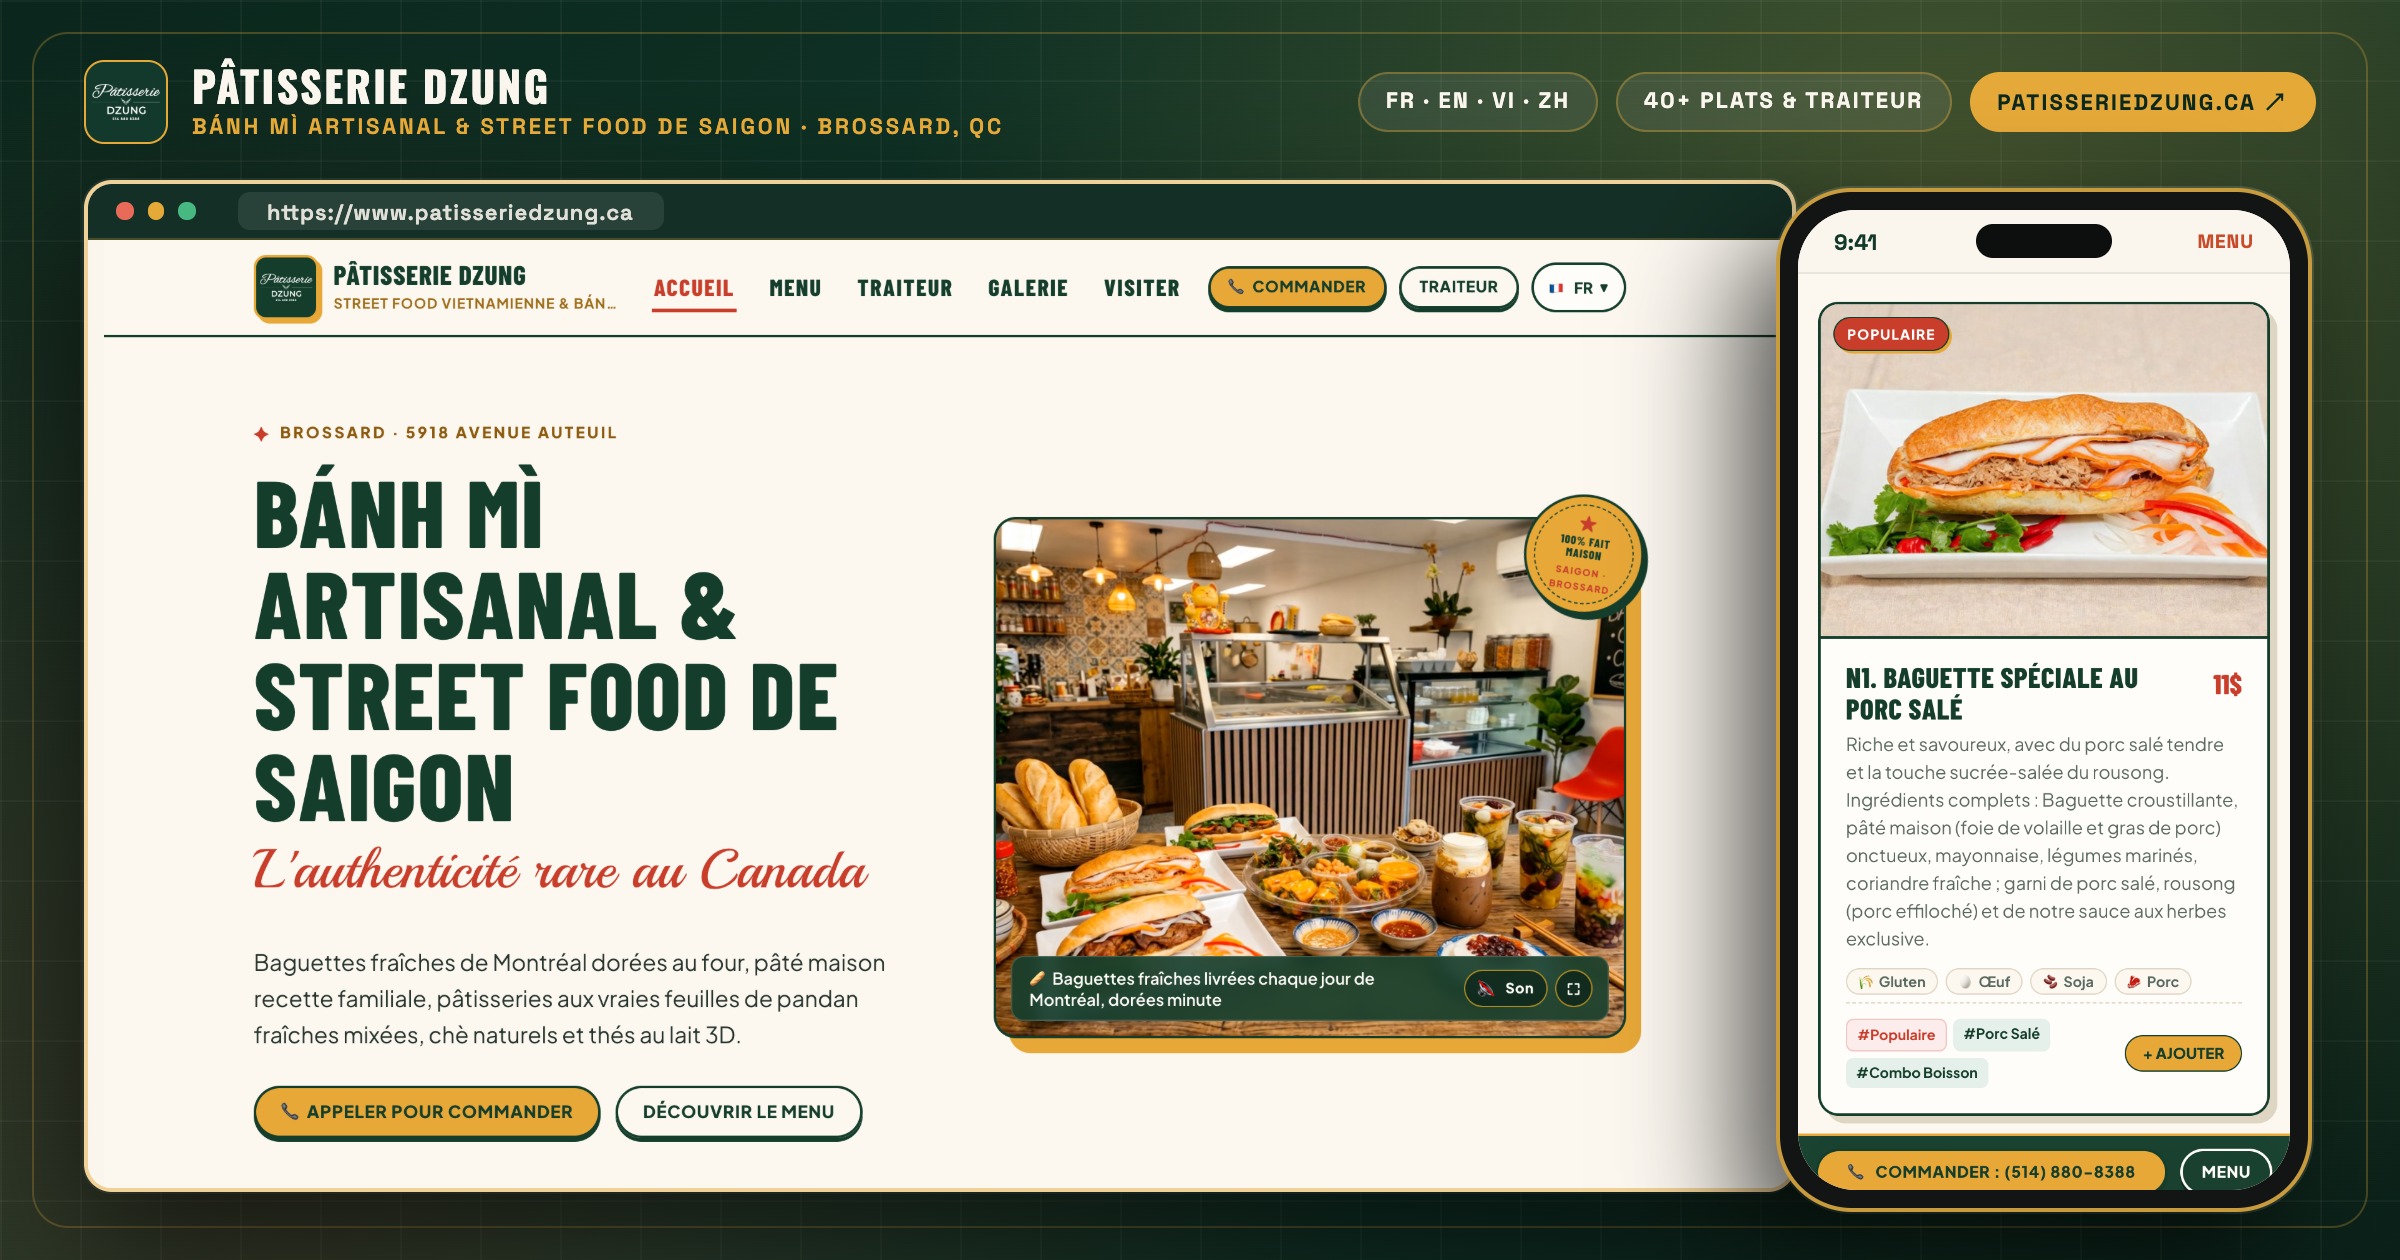 Pâtisserie
DZUNG
514 880 8388
PÂTISSERIE DZUNG
BÁNH MÌ ARTISANAL & STREET FOOD DE SAIGON · BROSSARD, QC
FR · EN · VI · ZH
40+ PLATS & TRAITEUR
PATISSERIEDZUNG.CA ↗
https://www.patisseriedzung.ca
Pâtisserie
DZUNG
PÂTISSERIE DZUNG
STREET FOOD VIETNAMIENNE & BÁN…
ACCUEIL
MENU
TRAITEUR
GALERIE
VISITER
COMMANDER
TRAITEUR
FR ▾
BROSSARD · 5918 AVENUE AUTEUIL
BÁNH MÌ
ARTISANAL &
STREET FOOD DE
SAIGON
L'authenticité rare au Canada
Baguettes fraîches de Montréal dorées au four, pâté maison
recette familiale, pâtisseries aux vraies feuilles de pandan
fraîches mixées, chè naturels et thés au lait 3D.
APPELER POUR COMMANDER
DÉCOUVRIR LE MENU
100% FAIT
MAISON
SAIGON ·
BROSSARD
Baguettes fraîches livrées chaque jour de
Montréal, dorées minute
Son
9:41
MENU
POPULAIRE
N1. BAGUETTE SPÉCIALE AU
PORC SALÉ
11$
Riche et savoureux, avec du porc salé tendre
et la touche sucrée-salée du rousong.
Ingrédients complets : Baguette croustillante,
pâté maison (foie de volaille et gras de porc)
onctueux, mayonnaise, légumes marinés,
coriandre fraîche ; garni de porc salé, rousong
(porc effiloché) et de notre sauce aux herbes
exclusive.
Gluten
Œuf
Soja
Porc
#Populaire
#Porc Salé
#Combo Boisson
+ AJOUTER
COMMANDER : (514) 880-8388
MENU